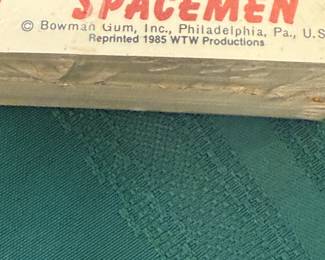 SPACEMEN
© Bowman Gum, Inc., Philadelphia, Pa., U.S
Reprinted 1985 WTW Productions